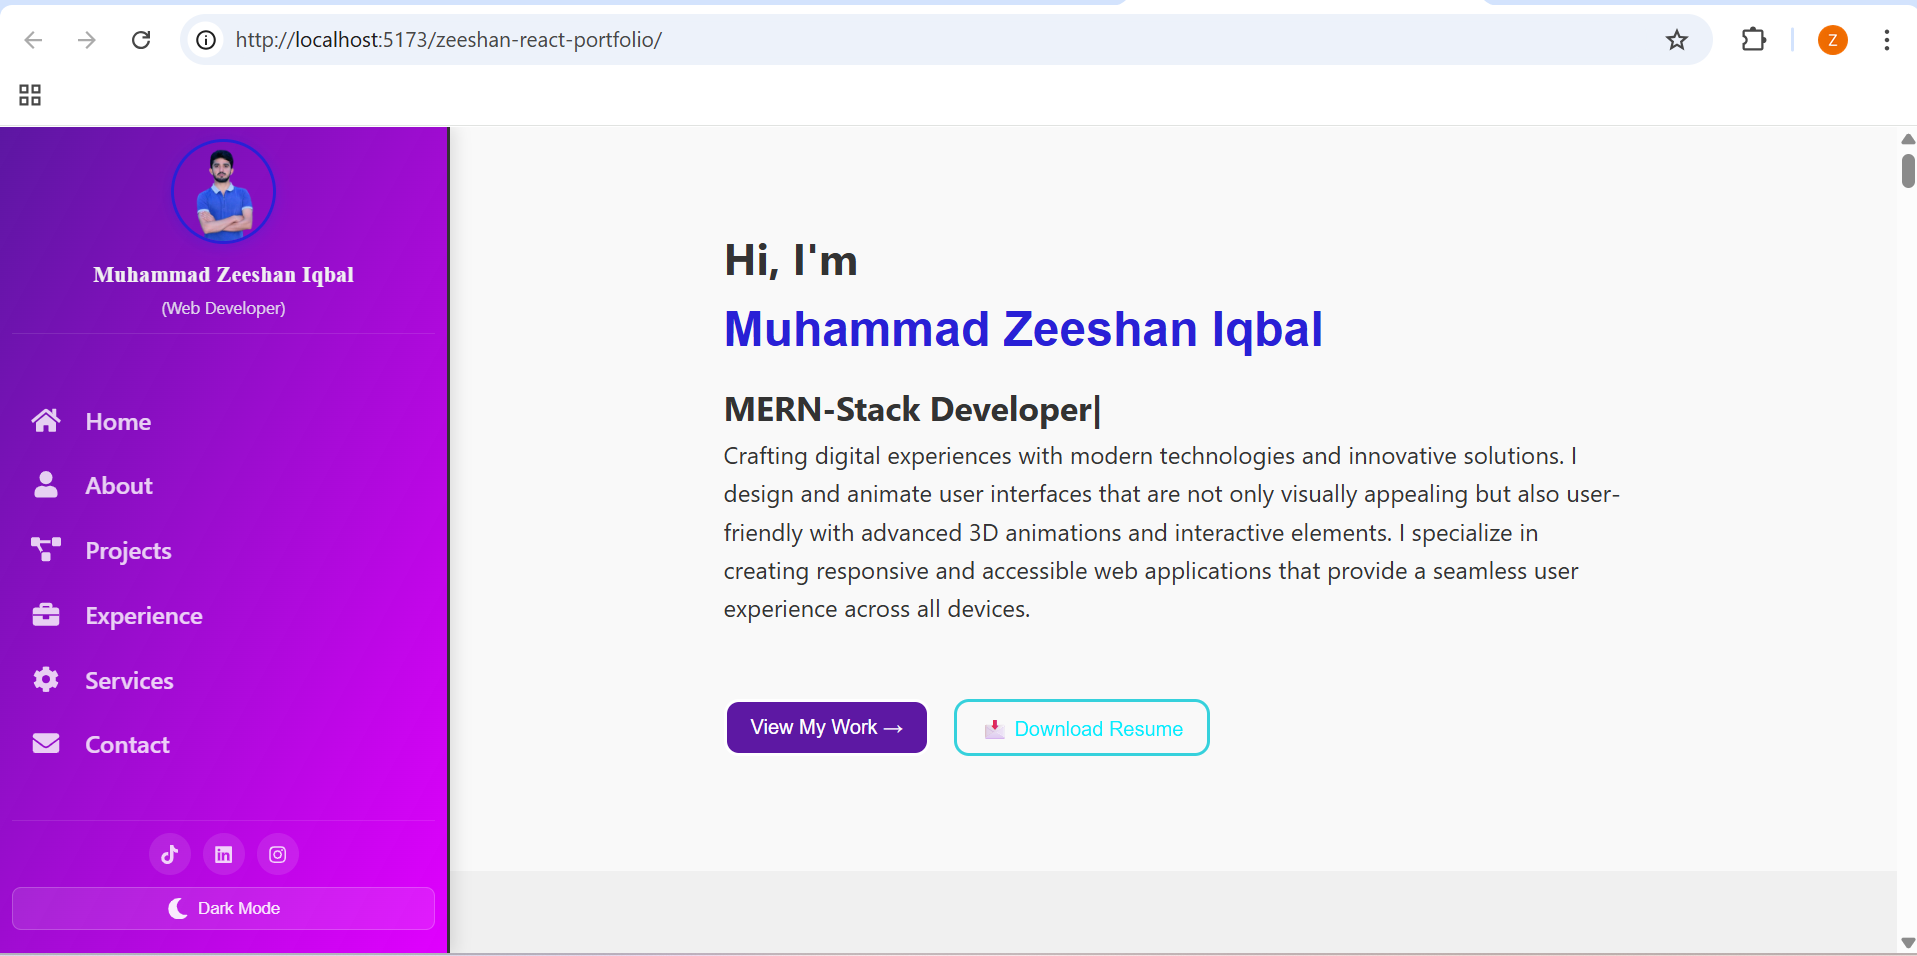 http://localhost:5173/zeeshan-react-portfolio/
Z
Muhammad Zeeshan Iqbal
(Web Developer)
Home
About
Projects
Experience
Services
Contact
Dark Mode
Hi, I'm
Muhammad Zeeshan Iqbal
MERN-Stack Developer|
Crafting digital experiences with modern technologies and innovative solutions. I
design and animate user interfaces that are not only visually appealing but also user-
friendly with advanced 3D animations and interactive elements. I specialize in
creating responsive and accessible web applications that provide a seamless user
experience across all devices.
View My Work →
📩 Download Resume